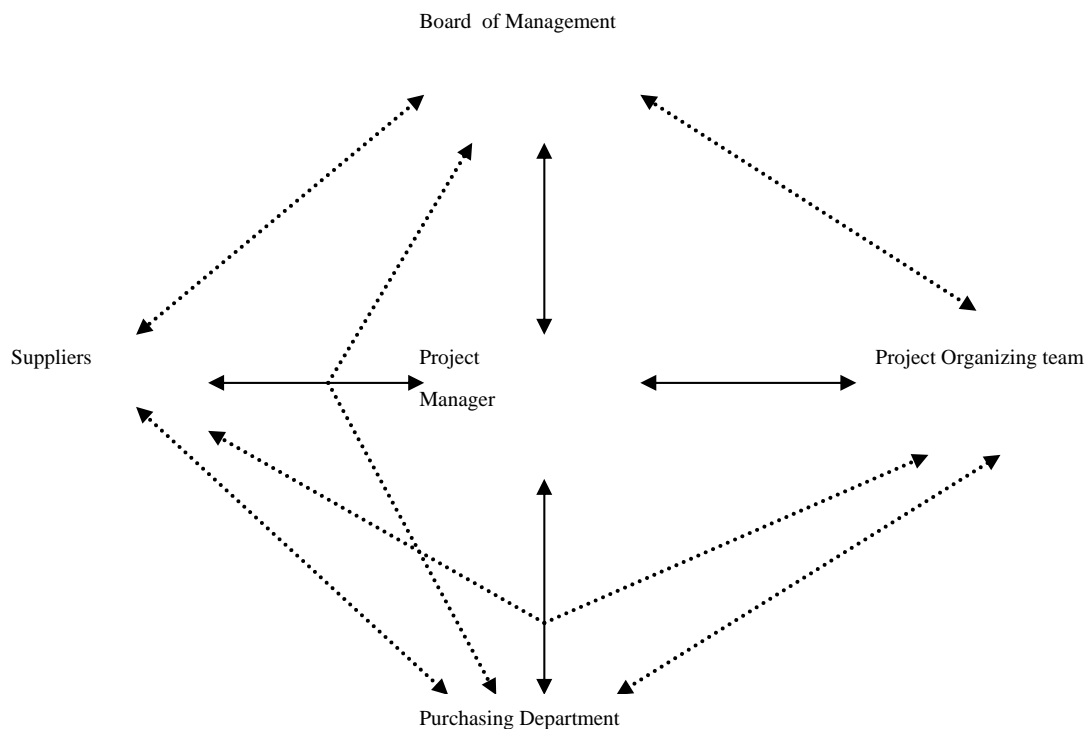 Board  of Management
Suppliers
Project
Manager
Project Organizing team
Purchasing Department